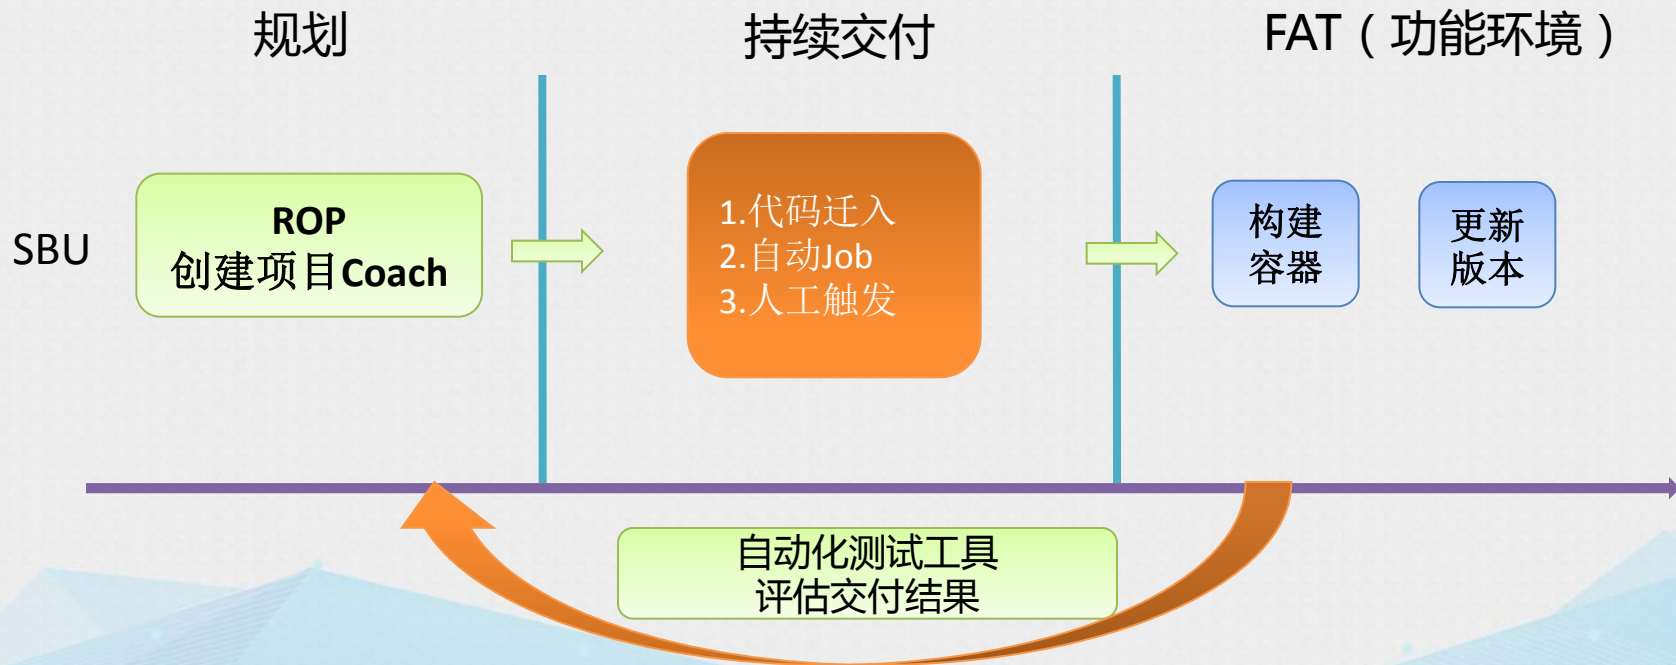 规划
持续交付
FAT（功能环境）
SBU
ROP
创建项目Coach
1.代码迁入
2.自动Job
3.人工触发
构建
容器
更新
版本
自动化测试工具
评估交付结果